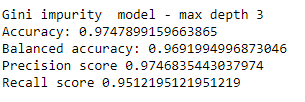 Gini impurity  model - max depth 3
Accuracy: 0.9747899159663865
Balanced accuracy: 0.9691994996873046
Precision score 0.9746835443037974
Recall score 0.9512195121951219